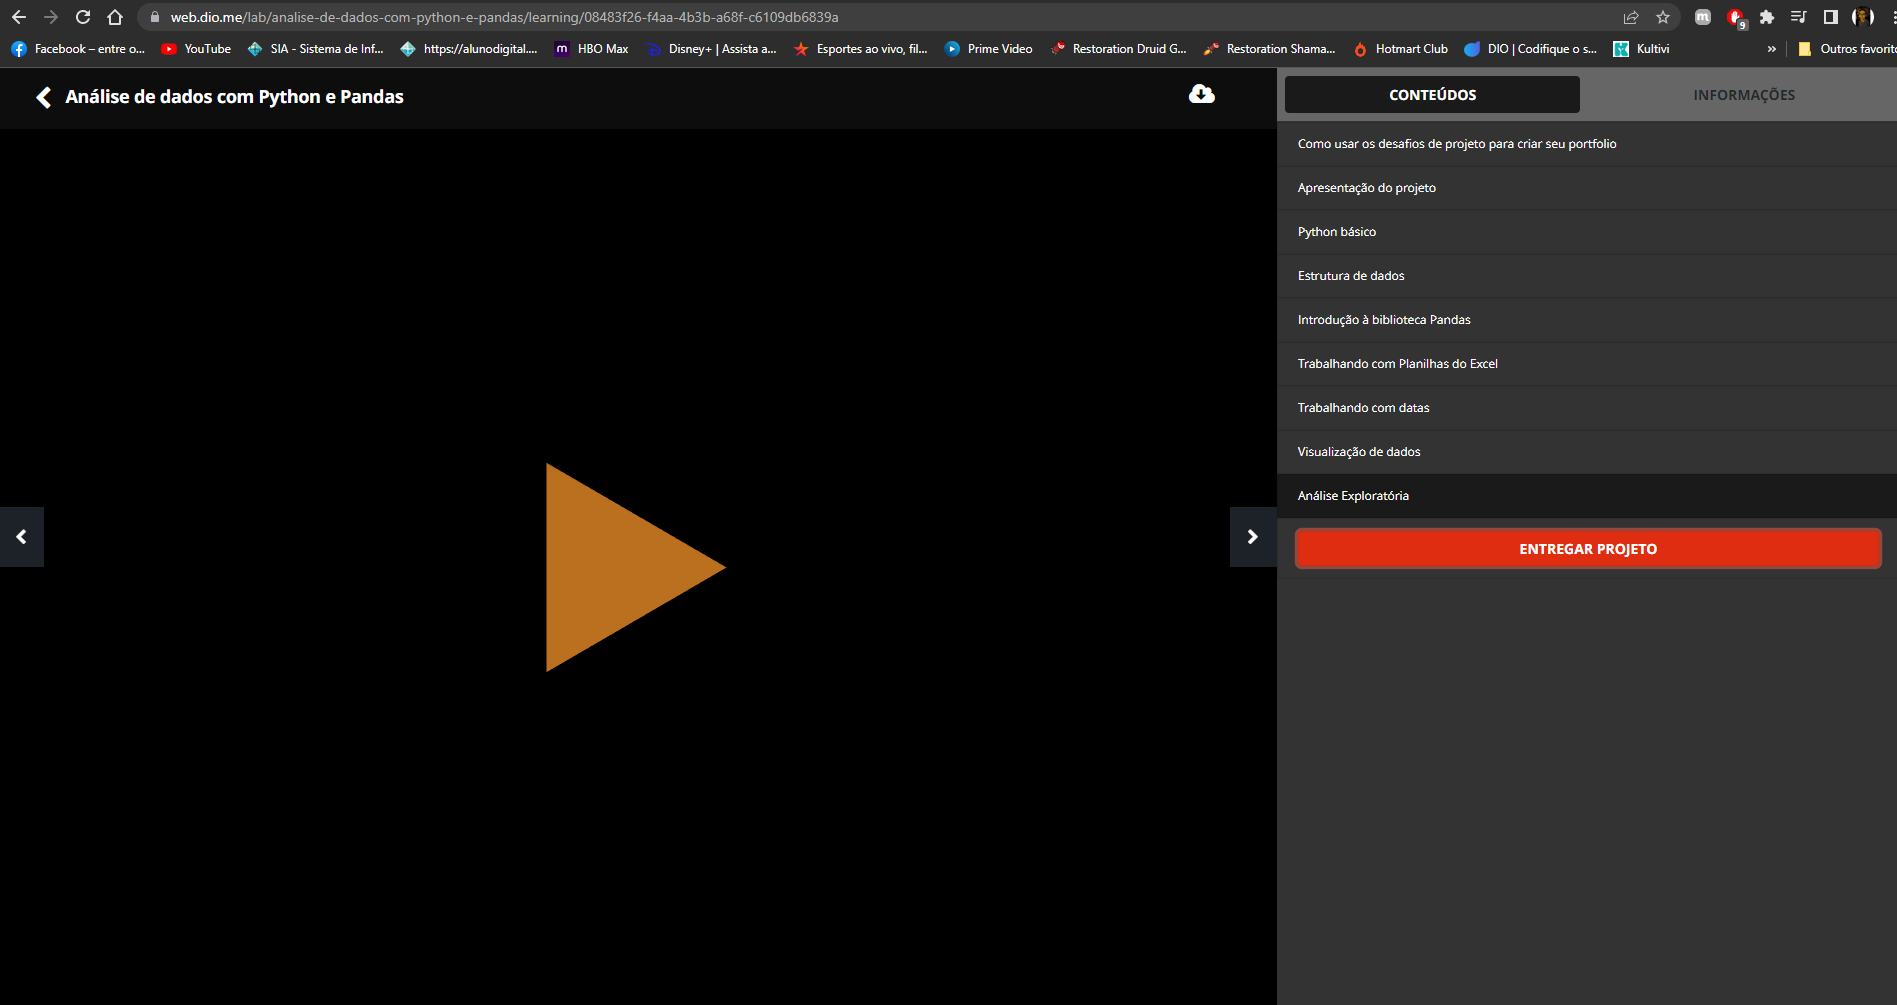 web.dio.me/lab/analise-de-dados-com-python-e-pandas/learning/08483f26-f4aa-4b3b-a68f-c6109db6839a
9
Facebook – entre o... YouTube SIA - Sistema de Inf... https://alunodigital.... HBO Max Disney+ | Assista a... Esportes ao vivo, fil... Prime Video Restoration Druid G... Restoration Shama... Hotmart Club DIO | Codifique o s... Kultivi » Outros favorito
Análise de dados com Python e Pandas
CONTEÚDOS INFORMAÇÕES
Como usar os desafios de projeto para criar seu portfolio
Apresentação do projeto
Python básico
Estrutura de dados
Introdução à biblioteca Pandas
Trabalhando com Planilhas do Excel
Trabalhando com datas
Visualização de dados
Análise Exploratória
ENTREGAR PROJETO